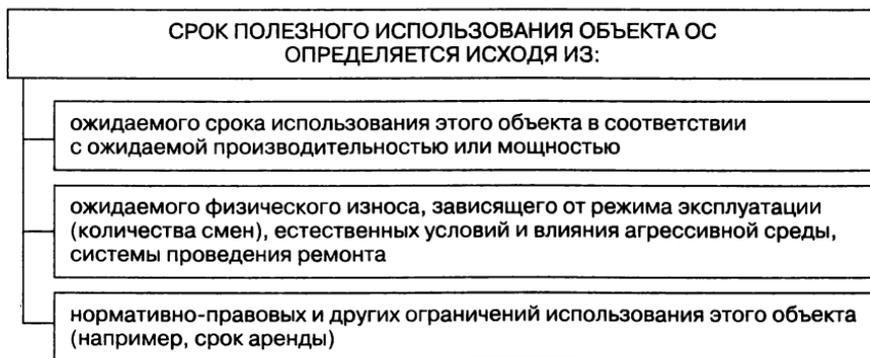 СРОК ПОЛЕЗНОГО ИСПОЛЬЗОВАНИЯ ОБЪЕКТА ОС
ОПРЕДЕЛЯЕТСЯ ИСХОДЯ ИЗ:
ожидаемого срока использования этого объекта в соответствии
с ожидаемой производительностью или мощностью
ожидаемого физического износа, зависящего от режима эксплуатации
(количества смен), естественных условий и влияния агрессивной среды,
системы проведения ремонта
нормативно-правовых и других ограничений использования этого объекта
(например, срок аренды)